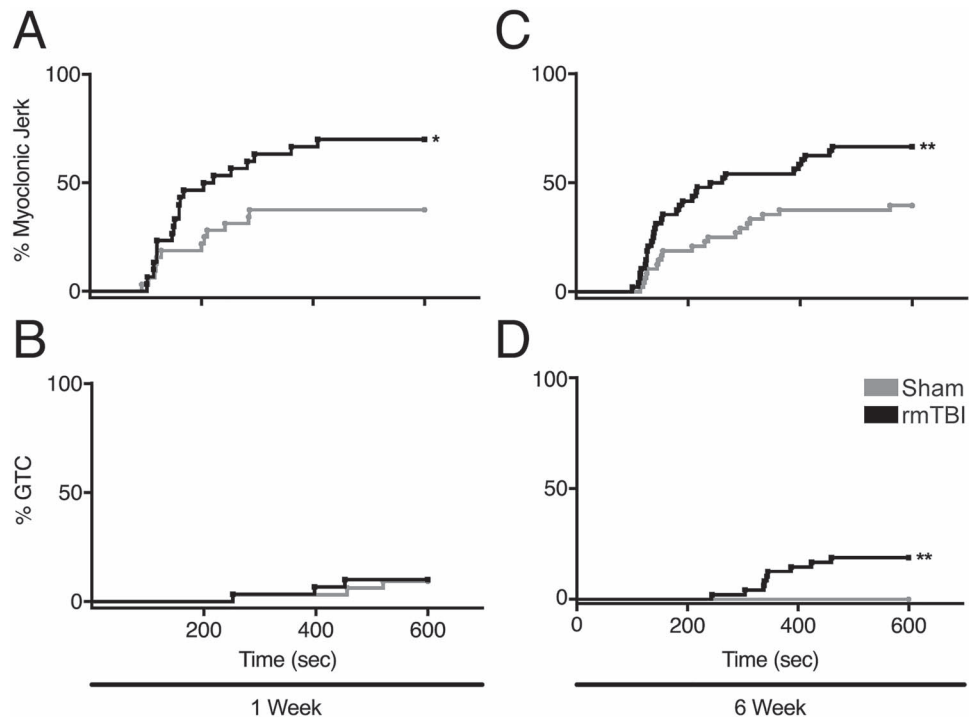 A
100
50
0
% Myoclonic Jerk
*
C
100
50
0
**
B
100
50
0
% GTC
200
400
600
Time (sec)
1 Week
D
100
50
0
Sham
rmTBI
**
0
200
400
600
Time (sec)
6 Week